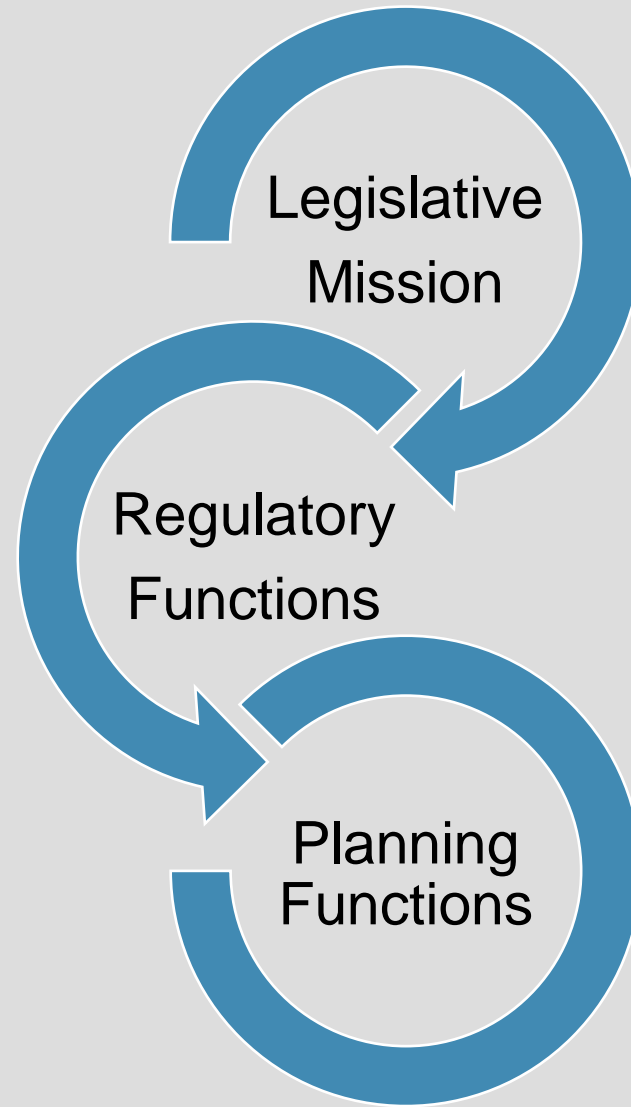 Legislative
Mission
Regulatory
Functions
Planning
Functions